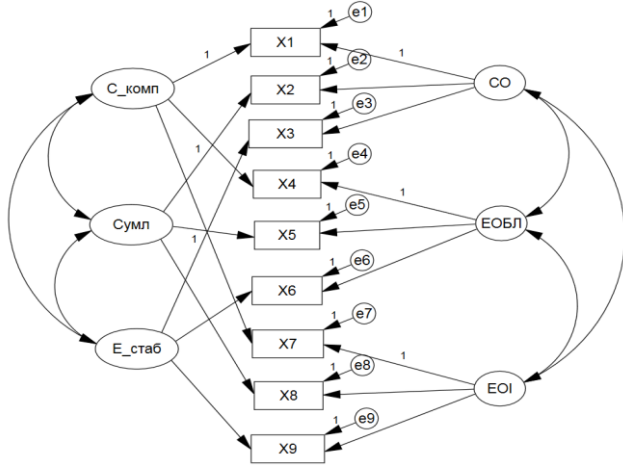 1 e1
X1
1
1
1 e2
X2
C_комп
СО
1 e3
X3
1
1 e4
X4
1
1 e5
X5
Сумл
1
ЕОБЛ
1 e6
X6
1 e7
X7
Е_стаб
1
1 e8
X8
EOI
1 e9
X9